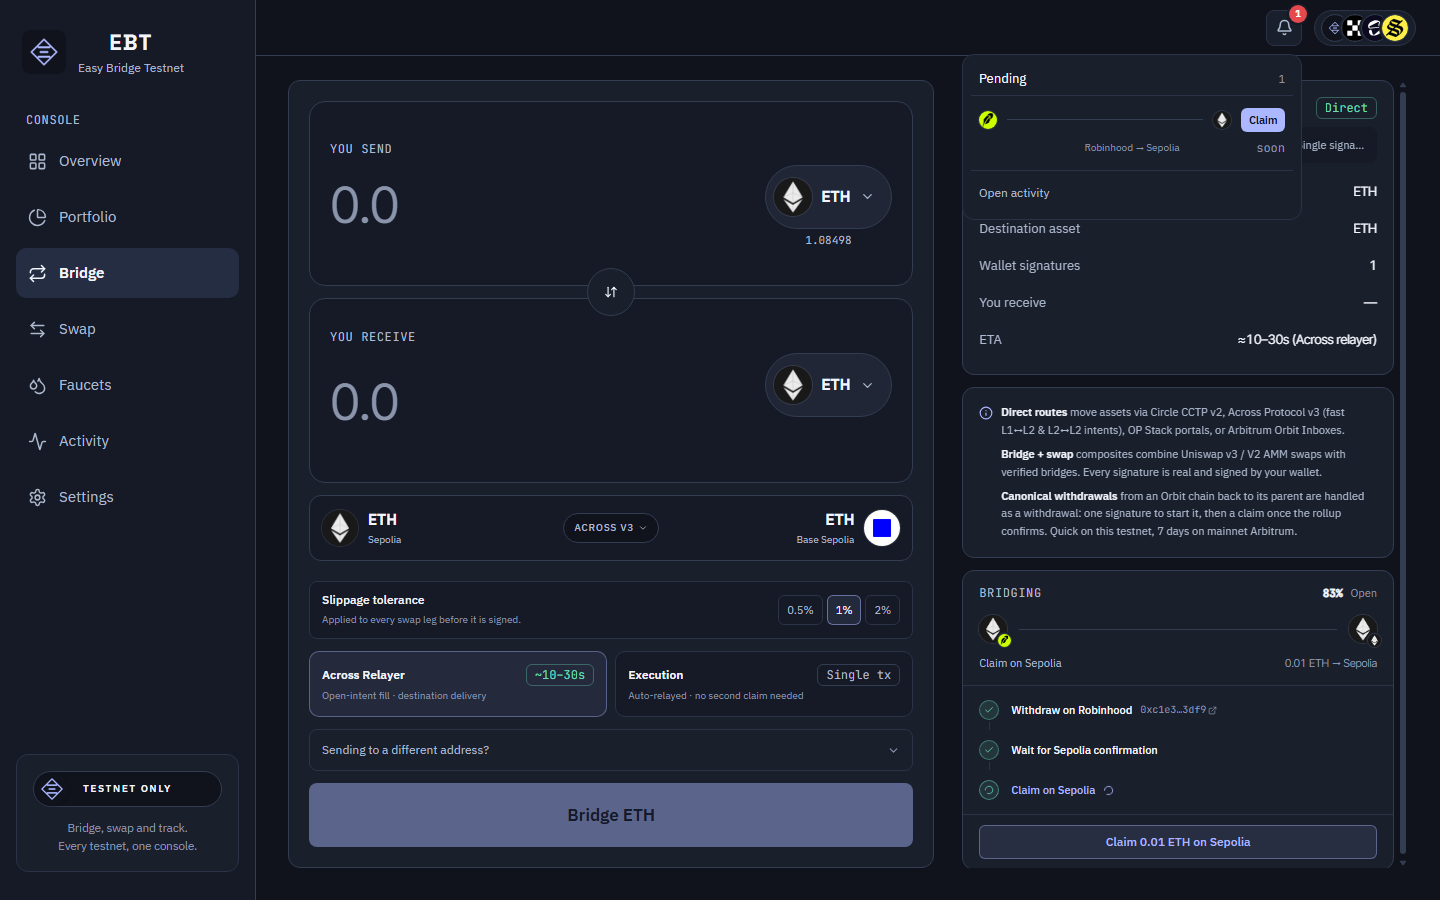 EBT
Easy Bridge Testnet
CONSOLE
Overview
Portfolio
Bridge
Swap
Faucets
Activity
Settings
TESTNET ONLY
Bridge, swap and track.
Every testnet, one console.
1
YOU SEND
0.0
ETH
1.08498
YOU RECEIVE
0.0
ETH
ETH
Sepolia
ACROSS V3
ETH
Base Sepolia
Slippage tolerance
Applied to every swap leg before it is signed.
0.5%
1%
2%
Across Relayer
~10–30s
Open-intent fill · destination delivery
Execution
Single tx
Auto-relayed · no second claim needed
Sending to a different address?
Bridge ETH
Pending
1
Claim
Robinhood → Sepolia
soon
Open activity
Direct
ingle signa...
ETH
Destination asset
ETH
Wallet signatures
1
You receive
—
ETA
≈10–30s (Across relayer)
Direct routes move assets via Circle CCTP v2, Across Protocol v3 (fast
L1↔L2 & L2↔L2 intents), OP Stack portals, or Arbitrum Orbit Inboxes.
Bridge + swap composites combine Uniswap v3 / V2 AMM swaps with
verified bridges. Every signature is real and signed by your wallet.
Canonical withdrawals from an Orbit chain back to its parent are handled
as a withdrawal: one signature to start it, then a claim once the rollup
confirms. Quick on this testnet, 7 days on mainnet Arbitrum.
BRIDGING
83% Open
Claim on Sepolia
0.01 ETH → Sepolia
Withdraw on Robinhood 0xc1e3…3df9
Wait for Sepolia confirmation
Claim on Sepolia
Claim 0.01 ETH on Sepolia